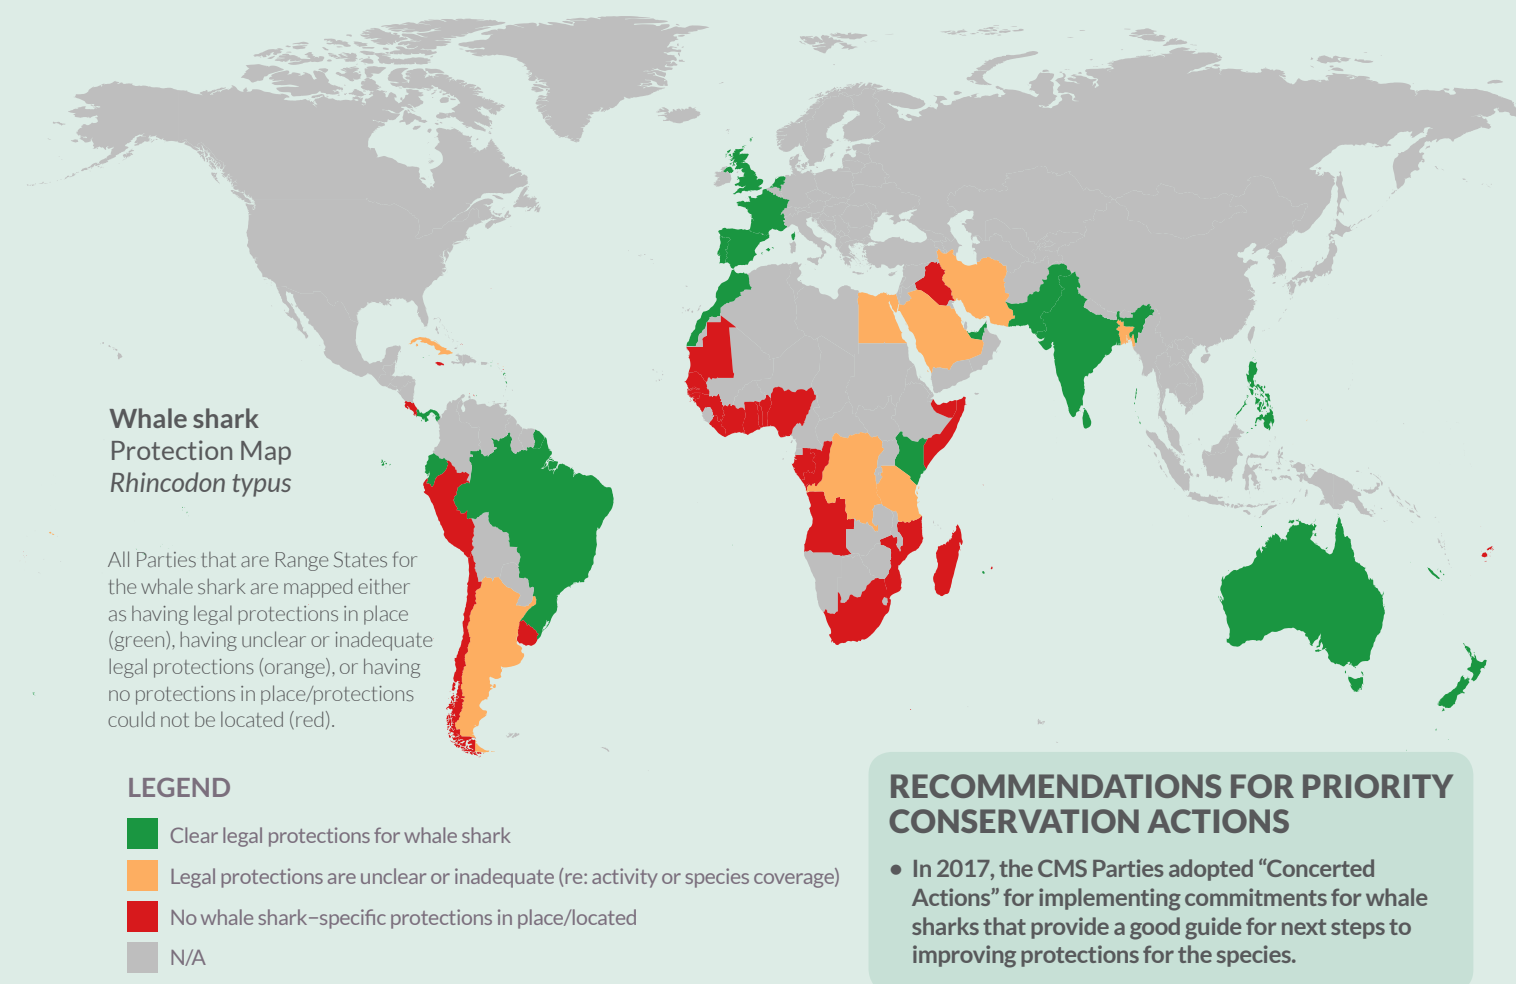 Whale shark
Protection Map
Rhincodon typus
All Parties that are Range States for
the whale shark are mapped either
as having legal protections in place
(green), having unclear or inadequate
legal protections (orange), or having
no protections in place/protections
could not be located (red).
LEGEND
Clear legal protections for whale shark
Legal protections are unclear or inadequate (re: activity or species coverage)
No whale shark–specific protections in place/located
N/A
RECOMMENDATIONS FOR PRIORITY
CONSERVATION ACTIONS
• In 2017, the CMS Parties adopted “Concerted
Actions” for implementing commitments for whale
sharks that provide a good guide for next steps to
improving protections for the species.